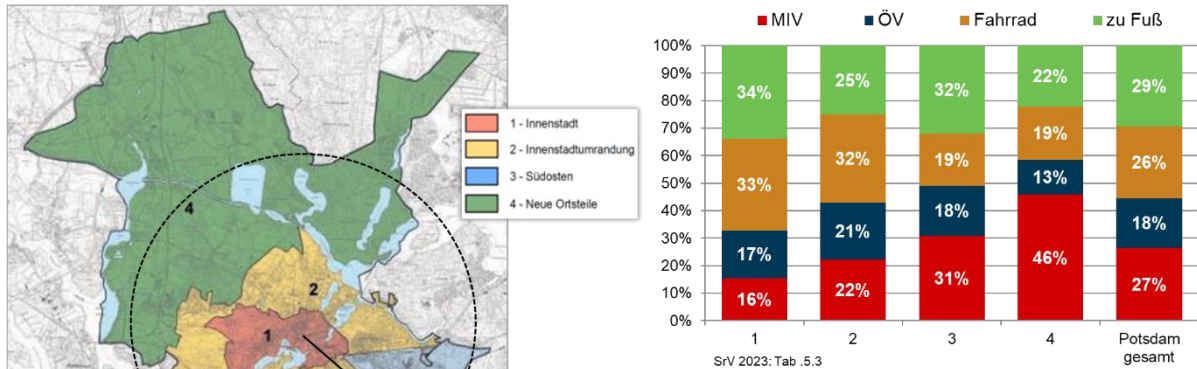 4
2
1
1 - Innenstadt
2 - Innenstadtumrandung
3 - Südosten
4 - Neue Ortsteile
MIV ÖV Fahrrad zu Fuß
100%
90%
80%
70%
60%
50%
40%
30%
20%
10%
0%
34% 25% 32% 22% 29%
33% 32% 19% 19% 26%
17% 21% 18% 13% 18%
16% 22% 31% 46% 27%
1 2 3 4 Potsdam
gesamt
SrV 2023: Tab .5.3